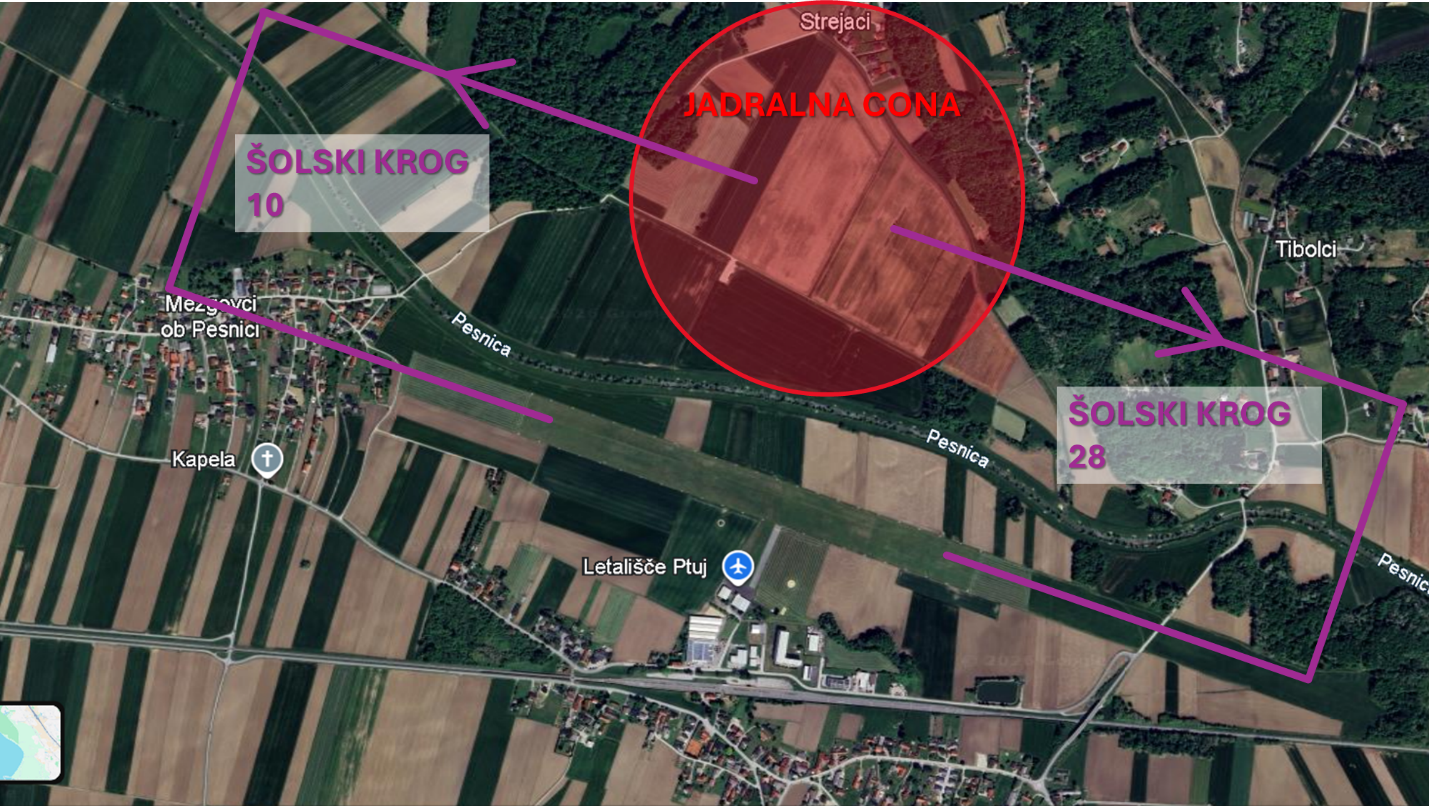 Strejaci
JADRALNA CONA
ŠOLSKI KROG
10
Tibolci
Mezgovci
ob Pesnici
Pesnica
ŠOLSKI KROG
28
Pesnica
Kapela
Letališče Ptuj
Pesnic